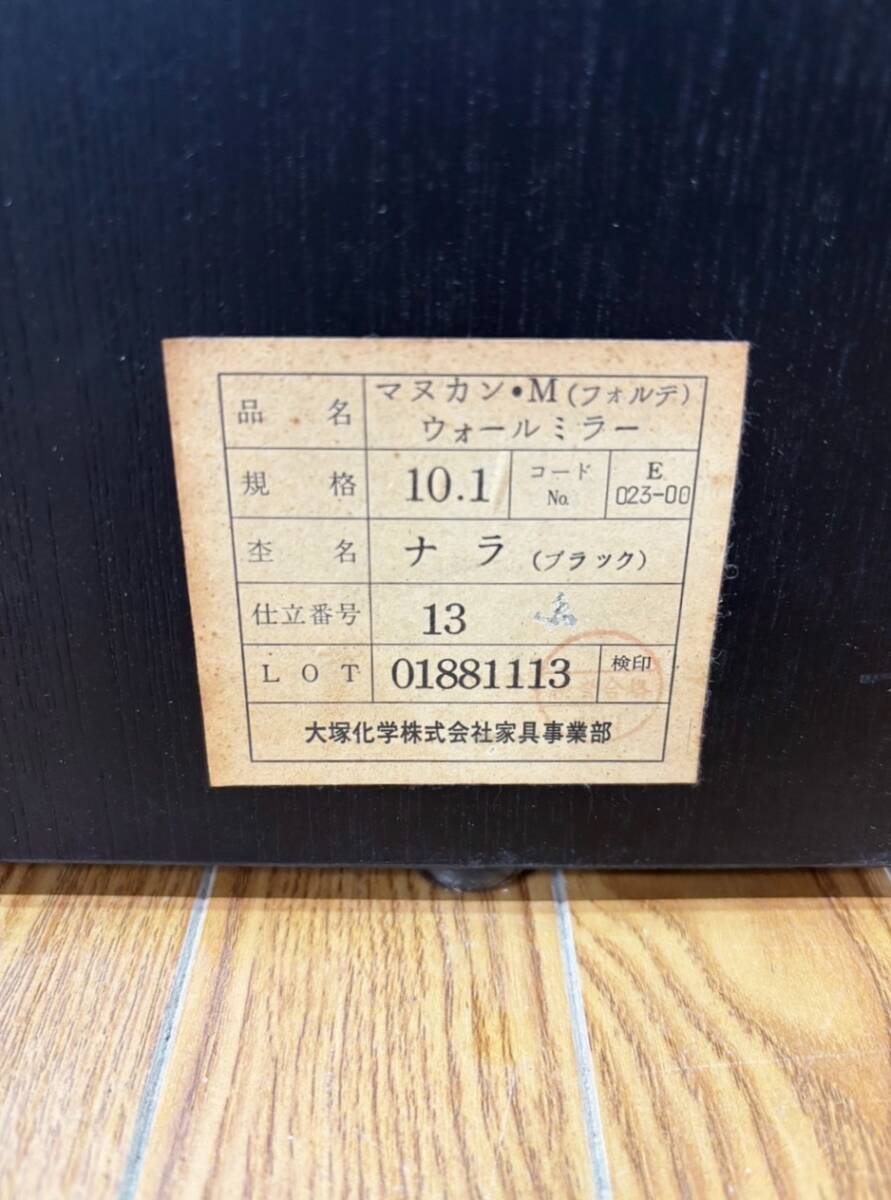 品名 マヌカン・M(フォルテ)
ウォールミラー
規格 10.1 コード No. E 023-00
杢名 ナラ (ブラック)
仕立番号 13
LOT 01881113 検印
大塚化学株式会社家具事業部